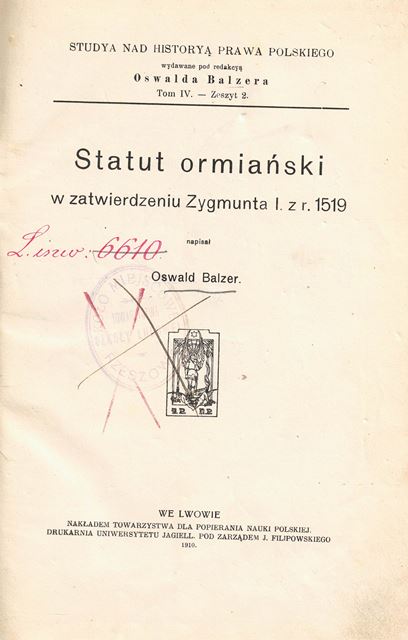 STUDYA NAD HISTORYĄ PRAWA POLSKIEGO
wydawane pod redakcyą
Oswalda Balzera
Tom IV. — Zeszyt 2.
Statut ormiański
w zatwierdzeniu Zygmunta I. z r. 1519
napisał
L. inw. 6610
Oswald Balzer.
WE LWOWIE
NAKŁADEM TOWARZYSTWA DLA POPIERANIA NAUKI POLSKIEJ.
DRUKARNIA UNIWERSYTETU JAGIELL. POD ZARZĄDEM J. FILIPOWSKIEGO
1910.